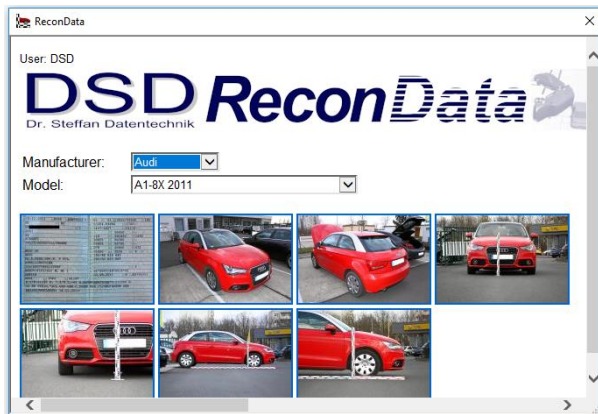 ReconData
User: DSD
DSD ReconData
Dr. Steffan Datentechnik
Manufacturer: Audi
Model: A1-8X 2011